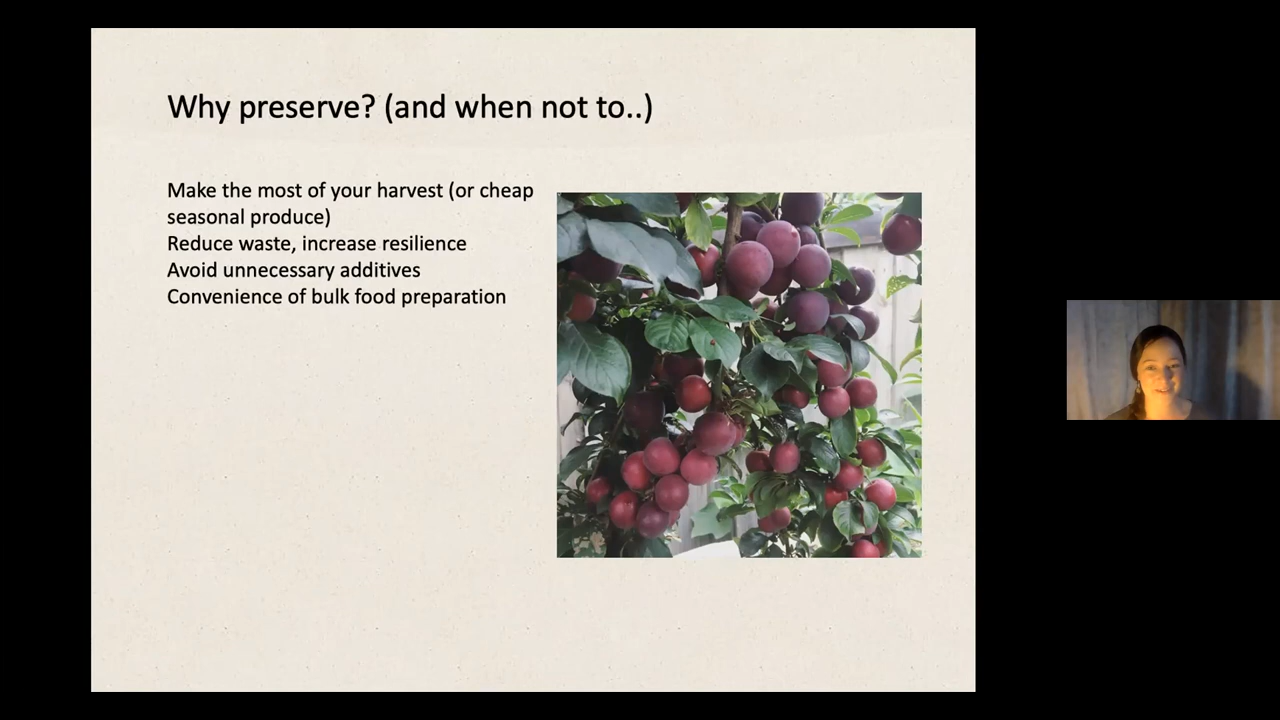 Why preserve? (and when not to..)
Make the most of your harvest (or cheap
seasonal produce)
Reduce waste, increase resilience
Avoid unnecessary additives
Convenience of bulk food preparation